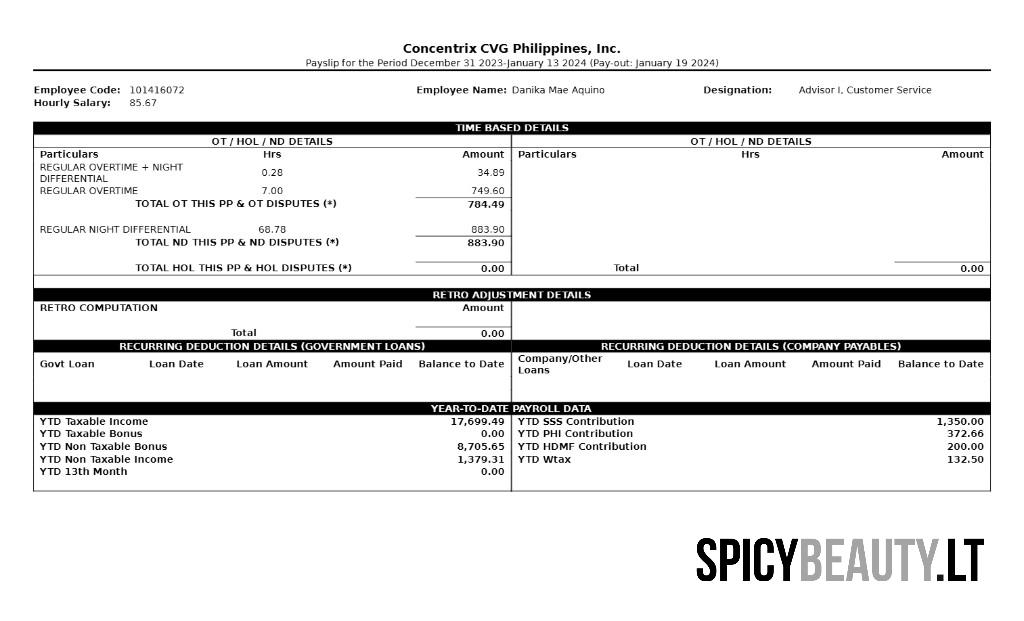 Concentrix CVG Philippines, Inc.
Payslip for the Period December 31 2023-January 13 2024 (Pay-out: January 19 2024)
Employee Code: 101416072 Employee Name: Danika Mae Aquino Designation: Advisor I, Customer Service
Hourly Salary: 85.67
TIME BASED DETAILS
OT / HOL / ND DETAILS OT / HOL / ND DETAILS
Particulars Hrs Amount Particulars Hrs Amount
REGULAR OVERTIME + NIGHT
DIFFERENTIAL 0.28 34.89
REGULAR OVERTIME 7.00 749.60
TOTAL OT THIS PP & OT DISPUTES (*) 784.49
REGULAR NIGHT DIFFERENTIAL 68.78 883.90
TOTAL ND THIS PP & ND DISPUTES (*) 883.90
TOTAL HOL THIS PP & HOL DISPUTES (*) 0.00 Total 0.00
RETRO ADJUSTMENT DETAILS
RETRO COMPUTATION Amount
Total 0.00
RECURRING DEDUCTION DETAILS (GOVERNMENT LOANS) RECURRING DEDUCTION DETAILS (COMPANY PAYABLES)
Govt Loan Loan Date Loan Amount Amount Paid Balance to Date Company/Other Loans Loan Date Loan Amount Amount Paid Balance to Date
YEAR-TO-DATE PAYROLL DATA
YTD Taxable Income 17,699.49 YTD SSS Contribution 1,350.00
YTD Taxable Bonus 0.00 YTD PHI Contribution 372.66
YTD Non Taxable Bonus 8,705.65 YTD HDMF Contribution 200.00
YTD Non Taxable Income 1,379.31 YTD Wtax 132.50
YTD 13th Month 0.00
SPICYBEAUTY.LT